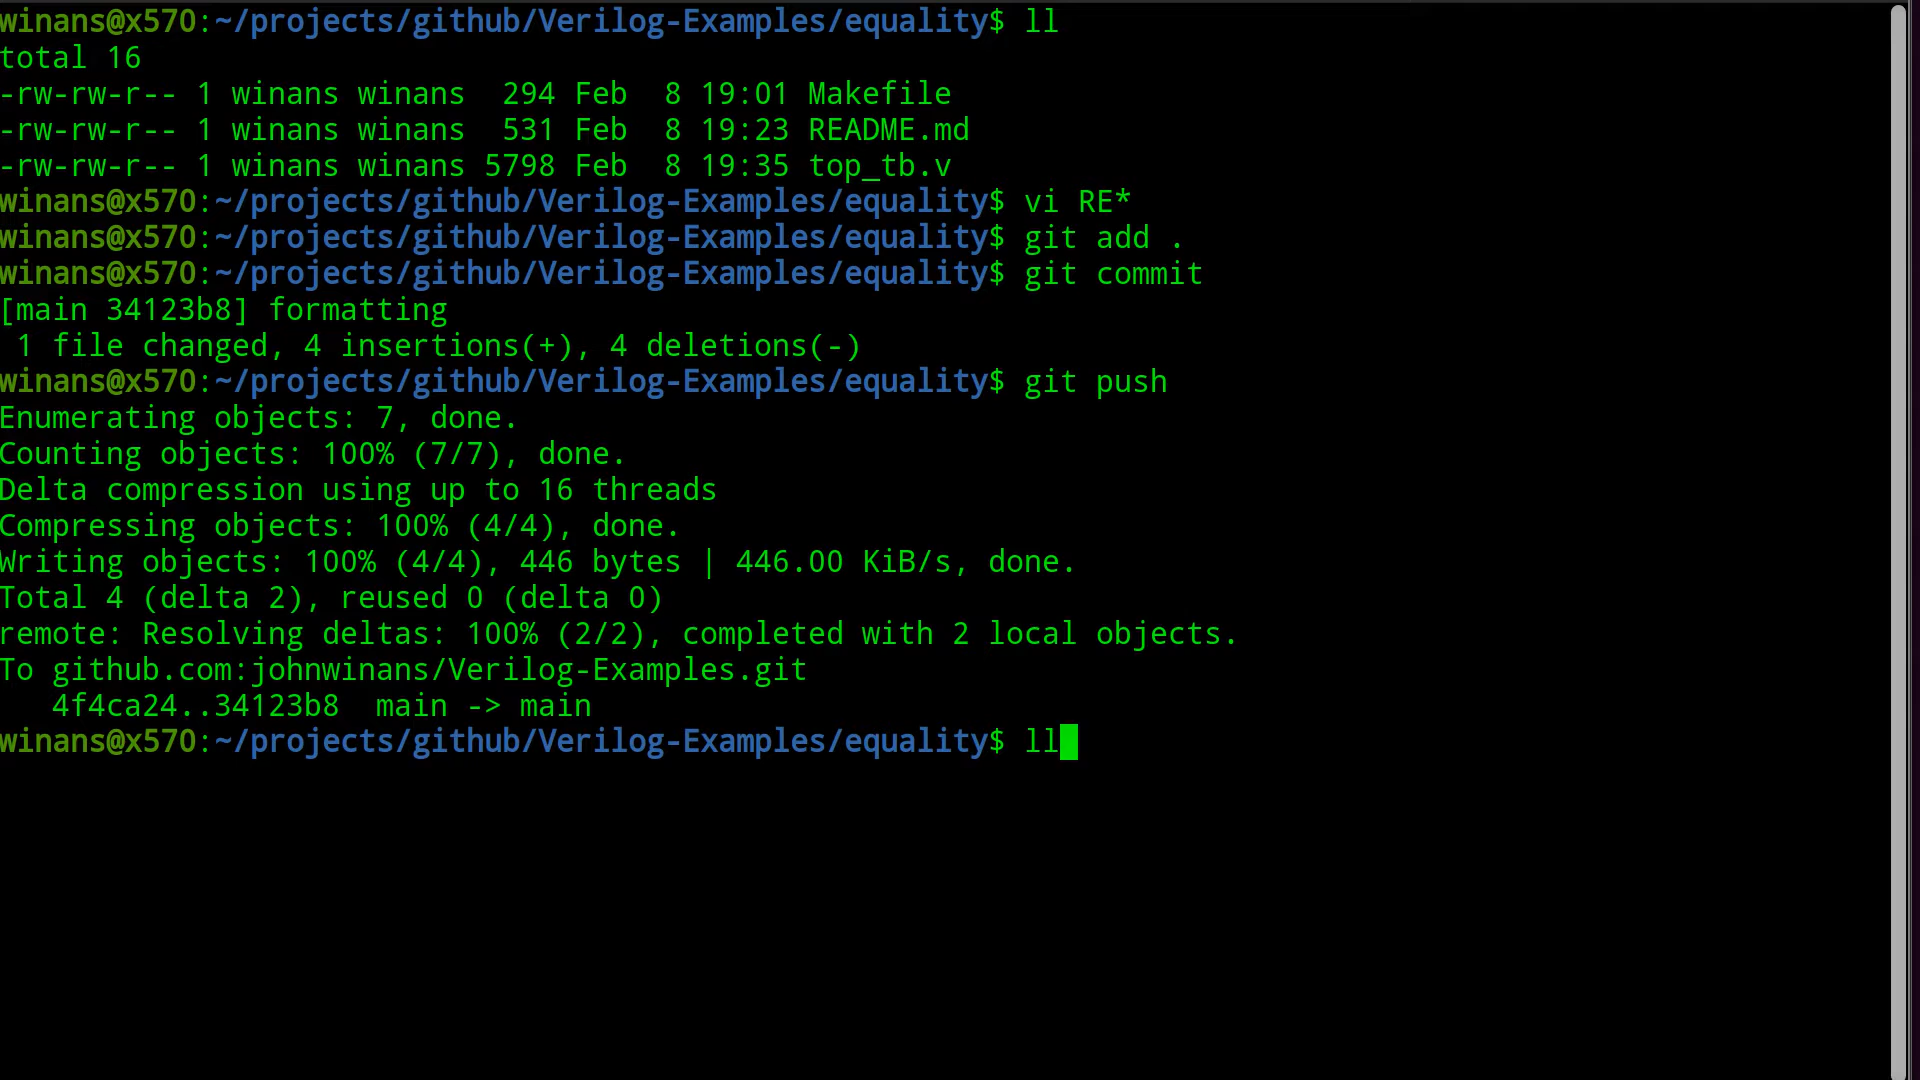 winans@x570:~/projects/github/Verilog-Examples/equality$ ll
total 16
-rw-rw-r-- 1 winans winans  294 Feb  8 19:01 Makefile
-rw-rw-r-- 1 winans winans  531 Feb  8 19:23 README.md
-rw-rw-r-- 1 winans winans 5798 Feb  8 19:35 top_tb.v
winans@x570:~/projects/github/Verilog-Examples/equality$ vi RE*
winans@x570:~/projects/github/Verilog-Examples/equality$ git add .
winans@x570:~/projects/github/Verilog-Examples/equality$ git commit
[main 34123b8] formatting
 1 file changed, 4 insertions(+), 4 deletions(-)
winans@x570:~/projects/github/Verilog-Examples/equality$ git push
Enumerating objects: 7, done.
Counting objects: 100% (7/7), done.
Delta compression using up to 16 threads
Compressing objects: 100% (4/4), done.
Writing objects: 100% (4/4), 446 bytes | 446.00 KiB/s, done.
Total 4 (delta 2), reused 0 (delta 0)
remote: Resolving deltas: 100% (2/2), completed with 2 local objects.
To github.com:johnwinans/Verilog-Examples.git
   4f4ca24..34123b8  main -> main
winans@x570:~/projects/github/Verilog-Examples/equality$ ll